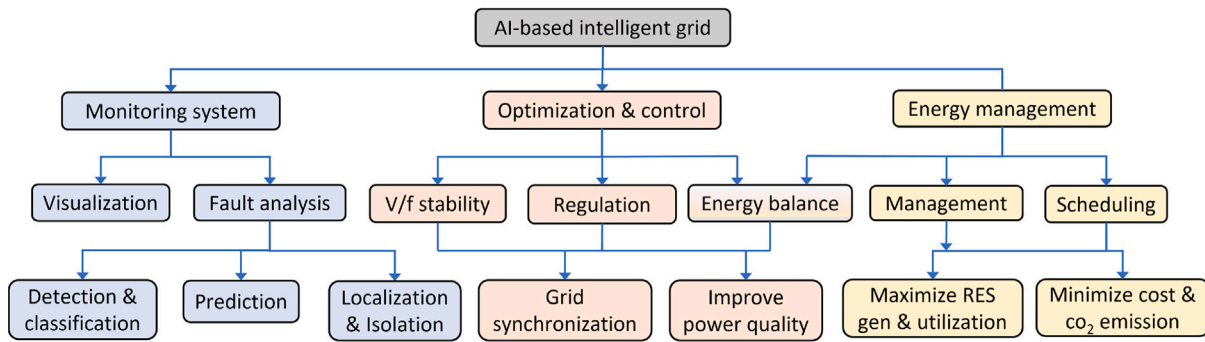 AI-based intelligent grid
Monitoring system
Optimization & control
Energy management
Visualization
Fault analysis
V/f stability
Regulation
Energy balance
Management
Scheduling
Detection &
classification
Prediction
Localization
& Isolation
Grid
synchronization
Improve
power quality
Maximize RES
gen & utilization
Minimize cost &
co₂ emission